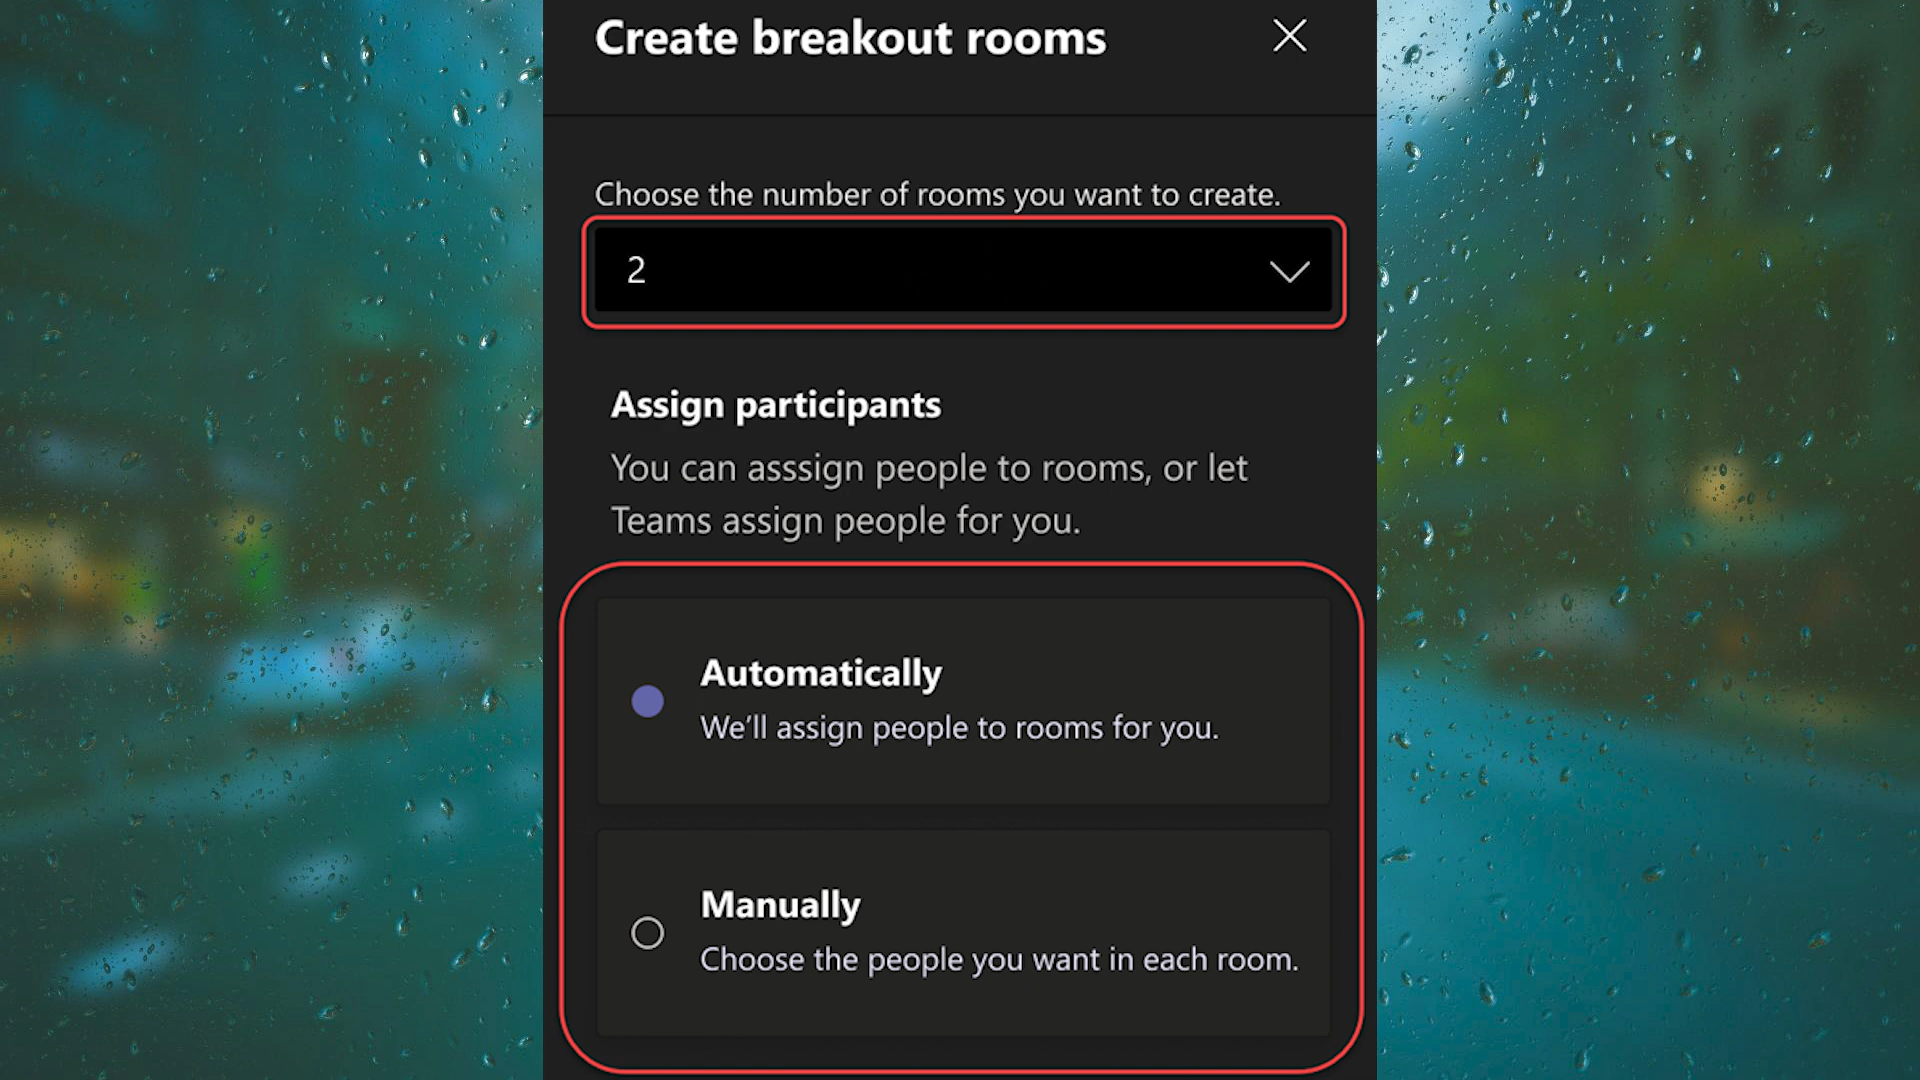 Create breakout rooms
Choose the number of rooms you want to create.
2
Assign participants
You can asssign people to rooms, or let
Teams assign people for you.
Automatically
We’ll assign people to rooms for you.
Manually
Choose the people you want in each room.